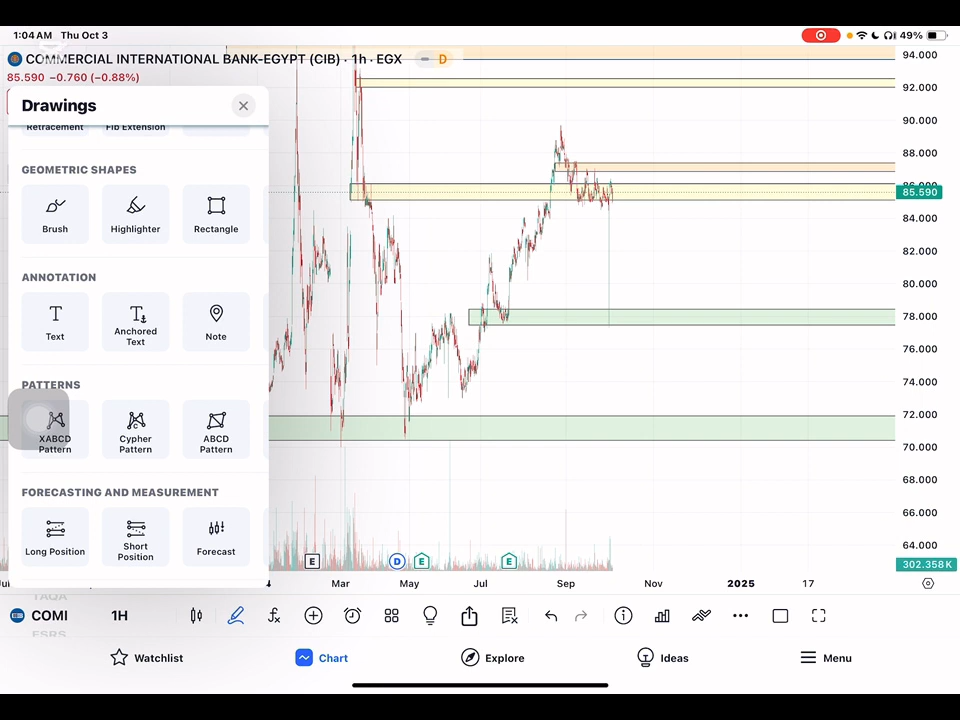 1:04 AM Thu Oct 3
49%
COMMERCIAL INTERNATIONAL BANK-EGYPT (CIB) · 1h · EGX
D
85.590 −0.760 (−0.88%)
Drawings
Retracement
Fib Extension
GEOMETRIC SHAPES
Brush
Highlighter
Rectangle
ANNOTATION
Text
Anchored Text
Note
PATTERNS
XABCD Pattern
Cypher Pattern
ABCD Pattern
FORECASTING AND MEASUREMENT
Long Position
Short Position
Forecast
94.000
92.000
90.000
88.000
86.000
85.590
84.000
82.000
80.000
78.000
76.000
74.000
72.000
70.000
68.000
66.000
64.000
302.358K
E
D
E
E
Mar
May
Jul
Sep
Nov
2025
17
TAQA
COMI
1H
ESRS
Watchlist
Chart
Explore
Ideas
Menu